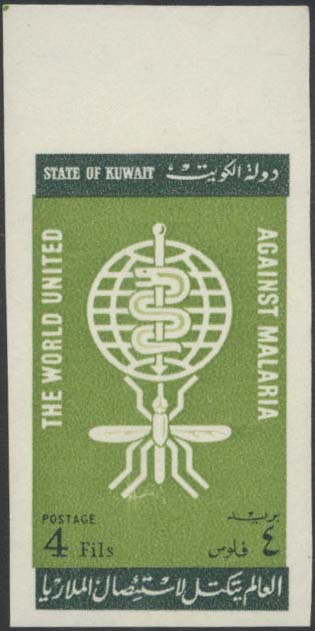 STATE OF KUWAIT دولة الكويت
THE WORLD UNITED
AGAINST MALARIA
POSTAGE بريد
4 Fils ٤ فلوس
العالم يتكتل لاستئصال الملاريا